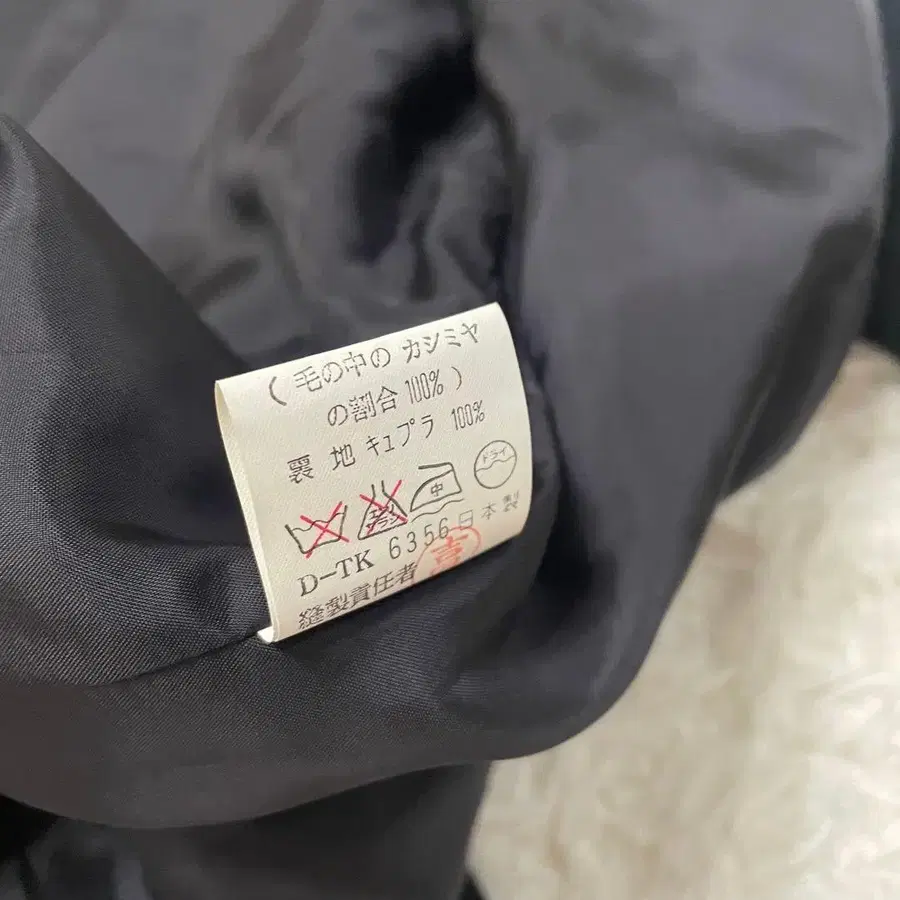 (毛の中の カシミヤ
の割合 100%)
裏 地 キュプラ 100%
中 ドライ
D-TK 6356 日本製
縫製責任者 吉